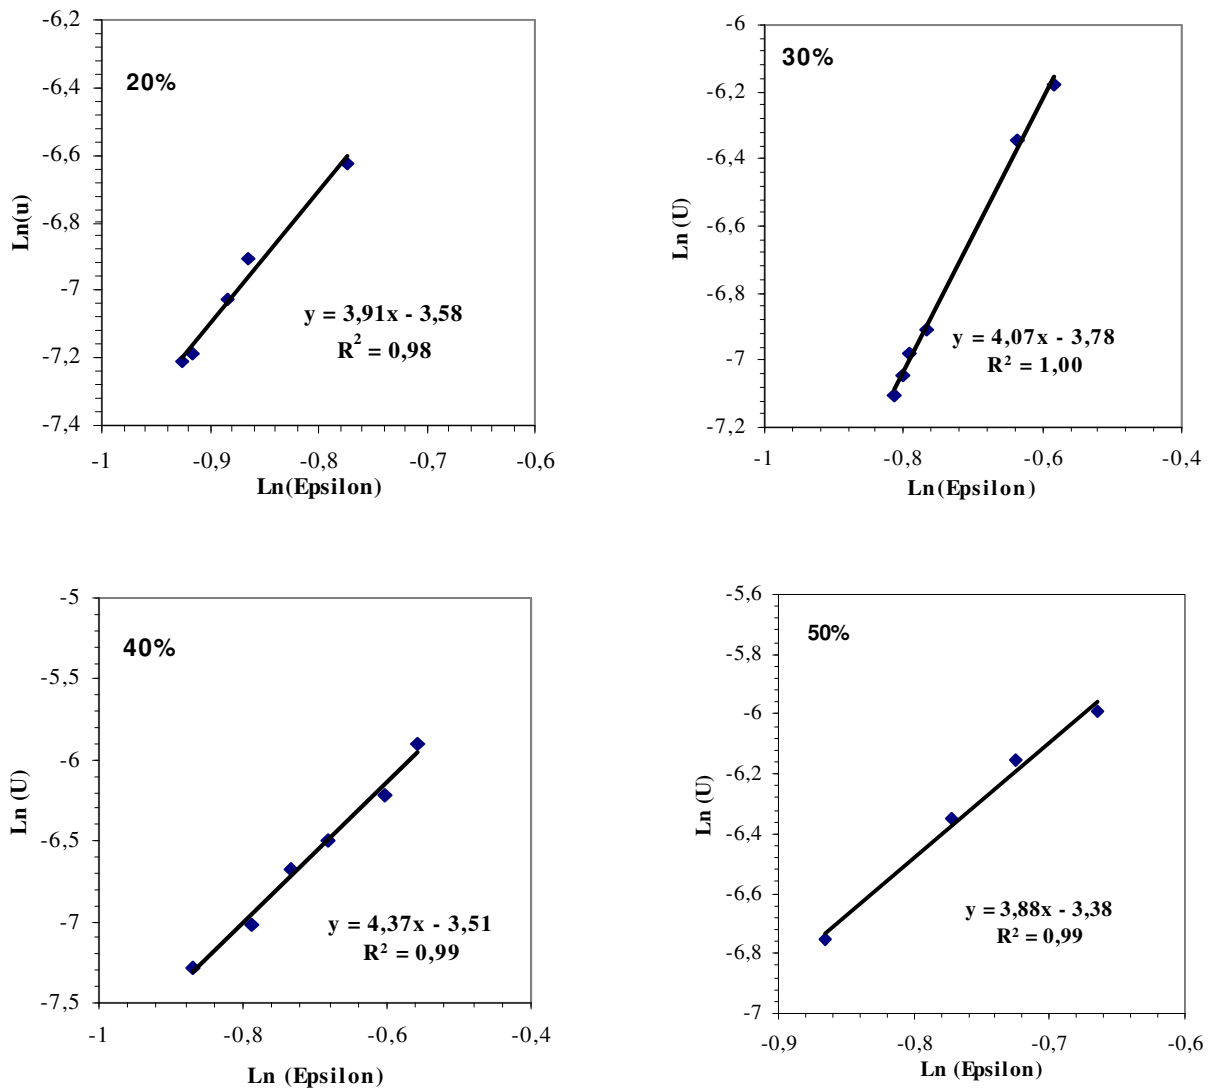 20%
-6,2
-6,4
-6,6
-6,8
-7
-7,2
-7,4
Ln(u)
y = 3,91x - 3,58
R² = 0,98
-1 -0,9 -0,8 -0,7 -0,6
Ln(Epsilon)
30%
-6
-6,2
-6,4
-6,6
-6,8
-7
-7,2
Ln (U)
y = 4,07x - 3,78
R² = 1,00
-1 -0,8 -0,6 -0,4
Ln(Epsilon)
40%
-5
-5,5
-6
-6,5
-7
-7,5
Ln (U)
y = 4,37x - 3,51
R² = 0,99
-1 -0,8 -0,6 -0,4
Ln (Epsilon)
50%
-5,6
-5,8
-6
-6,2
-6,4
-6,6
-6,8
-7
Ln (U)
y = 3,88x - 3,38
R² = 0,99
-0,9 -0,8 -0,7 -0,6
Ln (Epsilon)